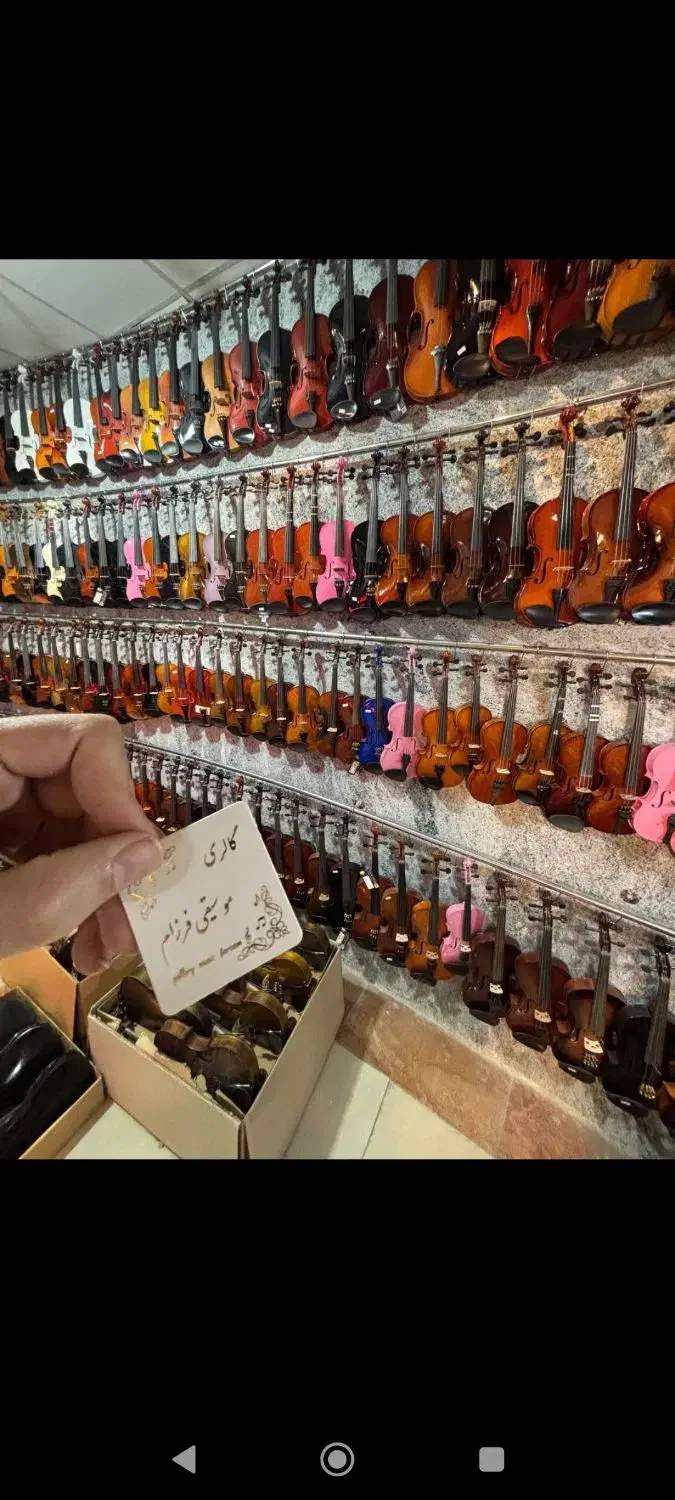 گالری
موسیقی فرزام
gallery music farzam